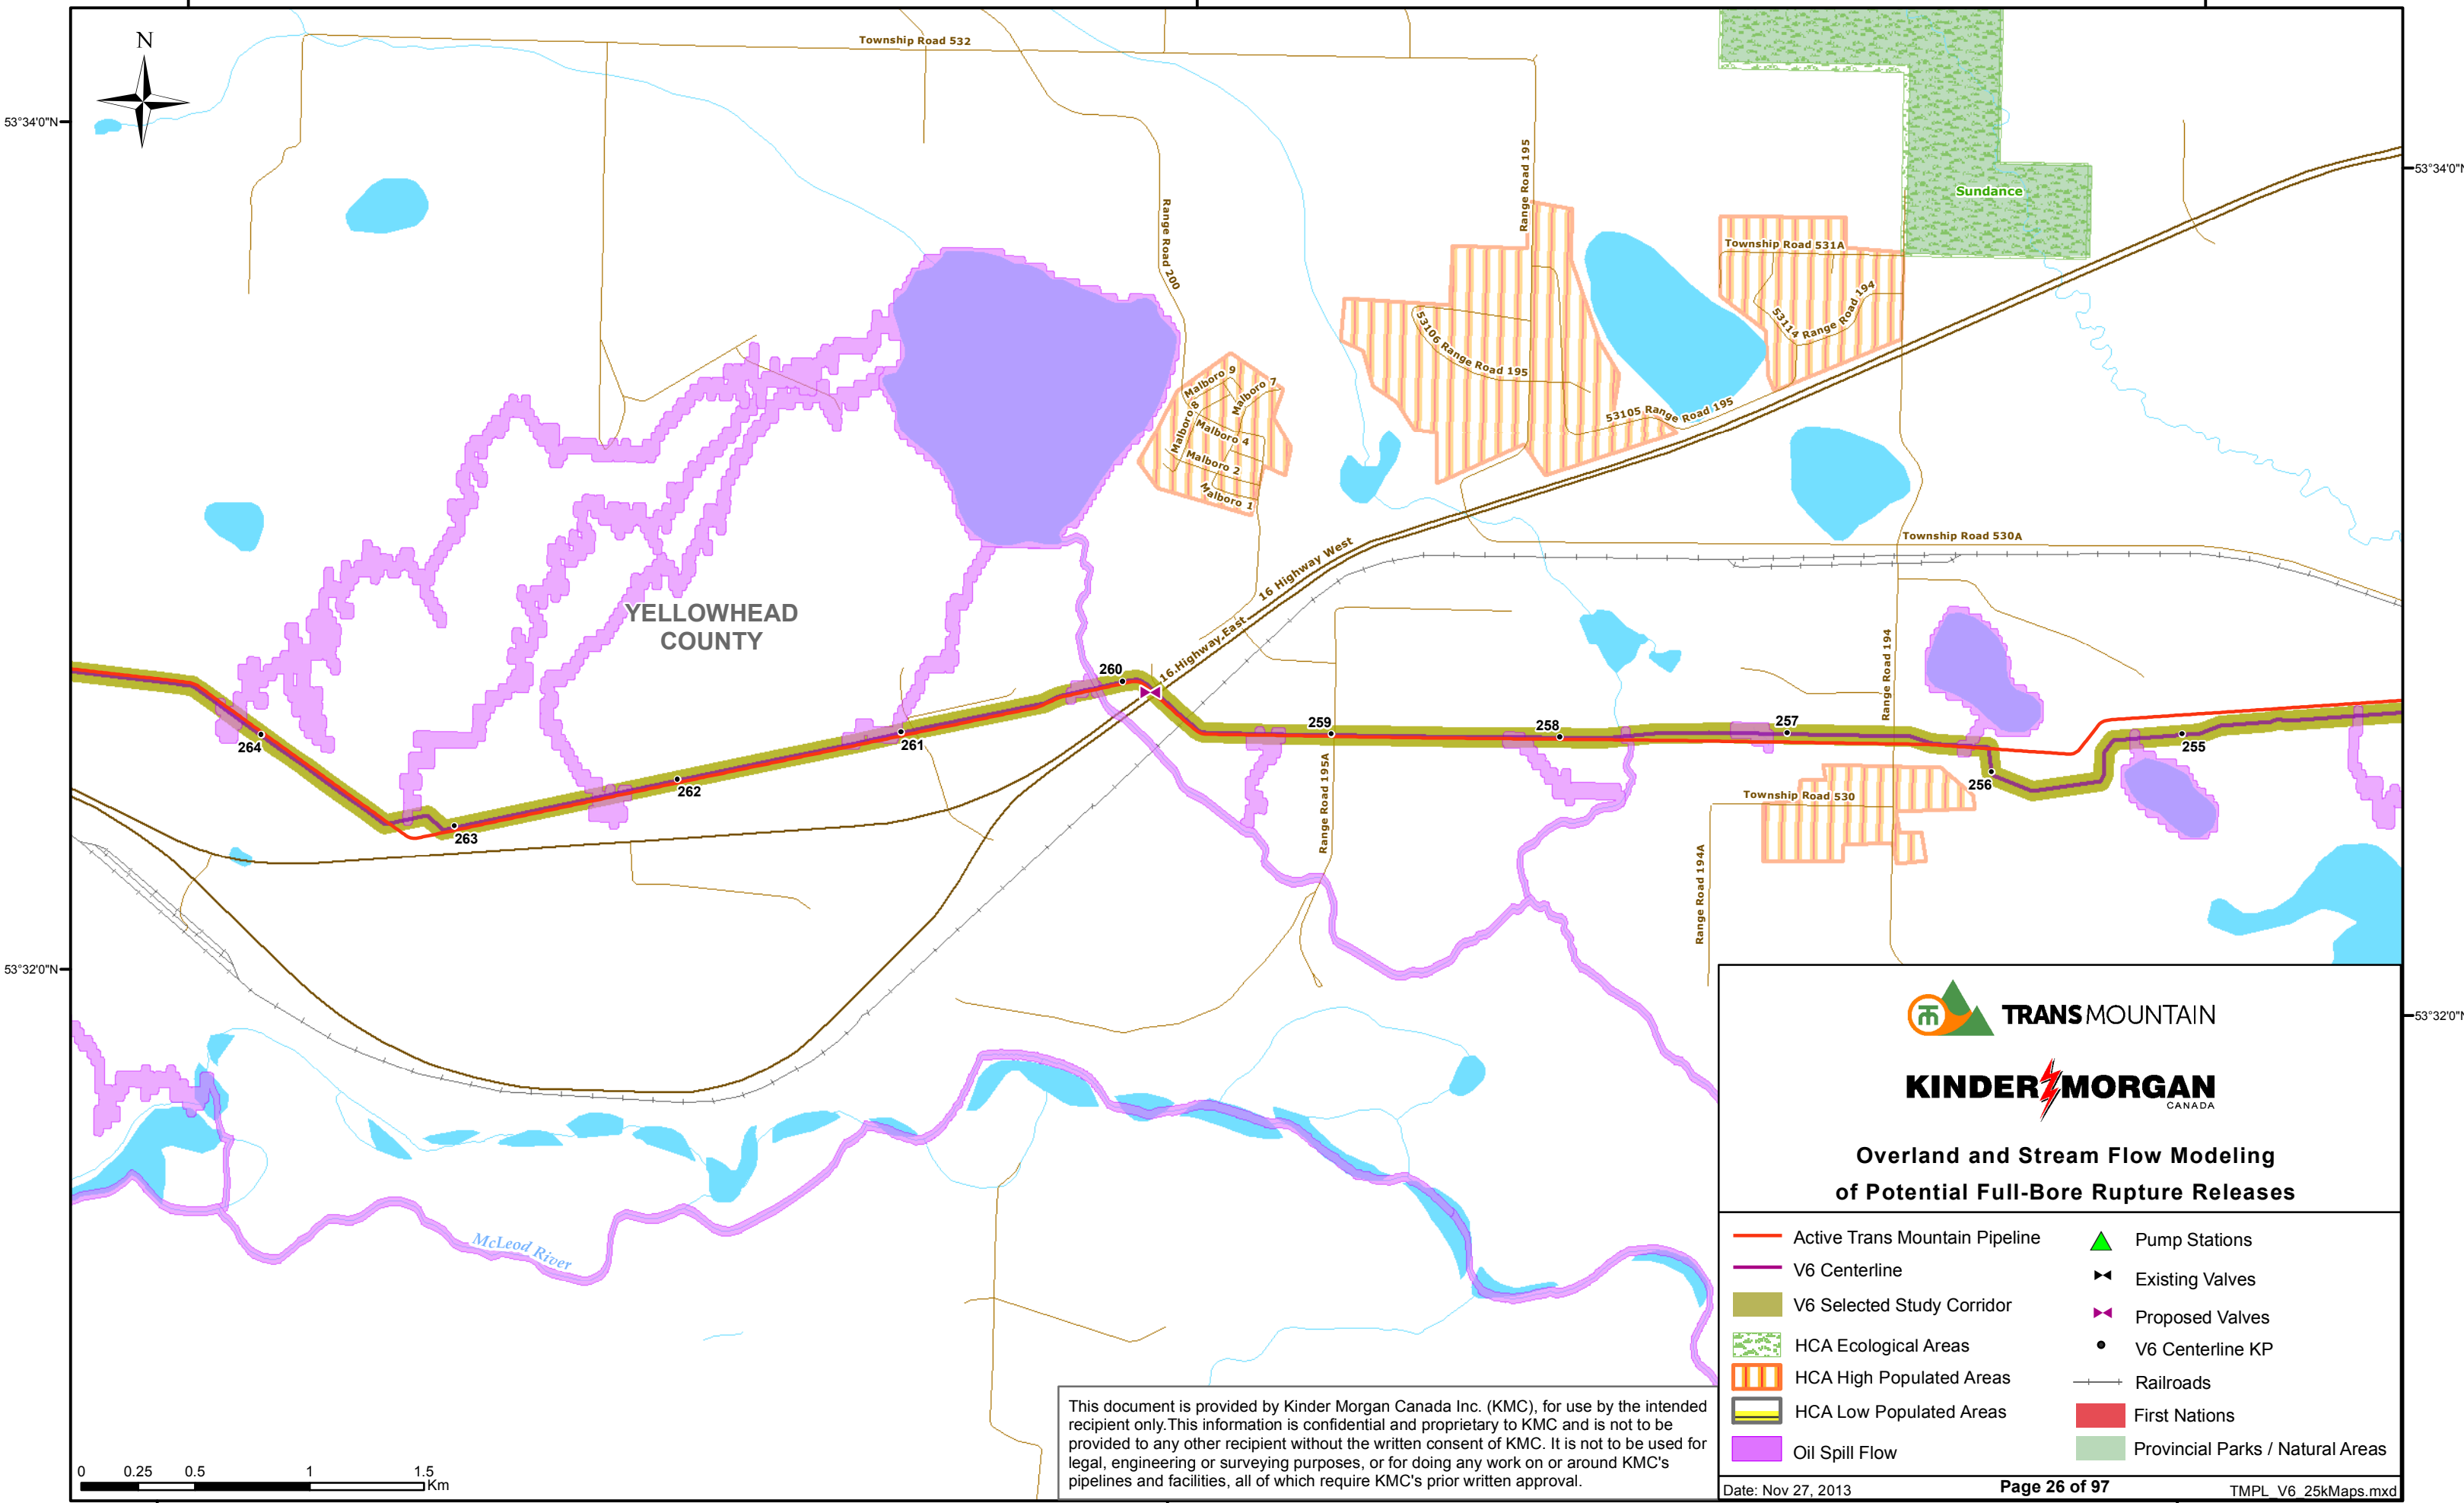 N
Township Road 532
53°34'0"N
53°34'0"N
Range Road 195
Range Road 200
Sundance
Township Road 531A
53114 Range Road 194
53106 Range Road 195
53105 Range Road 195
Malboro 9
Malboro 7
Malboro 8
Malboro 4
Malboro 2
Malboro 1
16 Highway West
Township Road 530A
YELLOWHEAD
COUNTY
16 Highway East
Range Road 194
260
264
261
259
258
257
255
262
256
263
Range Road 195A
Township Road 530
Range Road 194A
53°32'0"N
53°32'0"N
McLeod River
TRANSMOUNTAIN
KINDER MORGAN
CANADA
Overland and Stream Flow Modeling
of Potential Full-Bore Rupture Releases
Active Trans Mountain Pipeline
V6 Centerline
V6 Selected Study Corridor
HCA Ecological Areas
HCA High Populated Areas
HCA Low Populated Areas
Oil Spill Flow
Pump Stations
Existing Valves
Proposed Valves
V6 Centerline KP
Railroads
First Nations
Provincial Parks / Natural Areas
This document is provided by Kinder Morgan Canada Inc. (KMC), for use by the intended
recipient only.This information is confidential and proprietary to KMC and is not to be
provided to any other recipient without the written consent of KMC. It is not to be used for
legal, engineering or surveying purposes, or for doing any work on or around KMC's
pipelines and facilities, all of which require KMC's prior written approval.
0 0.25 0.5 1 1.5
Km
Date: Nov 27, 2013
Page 26 of 97
TMPL_V6_25kMaps.mxd